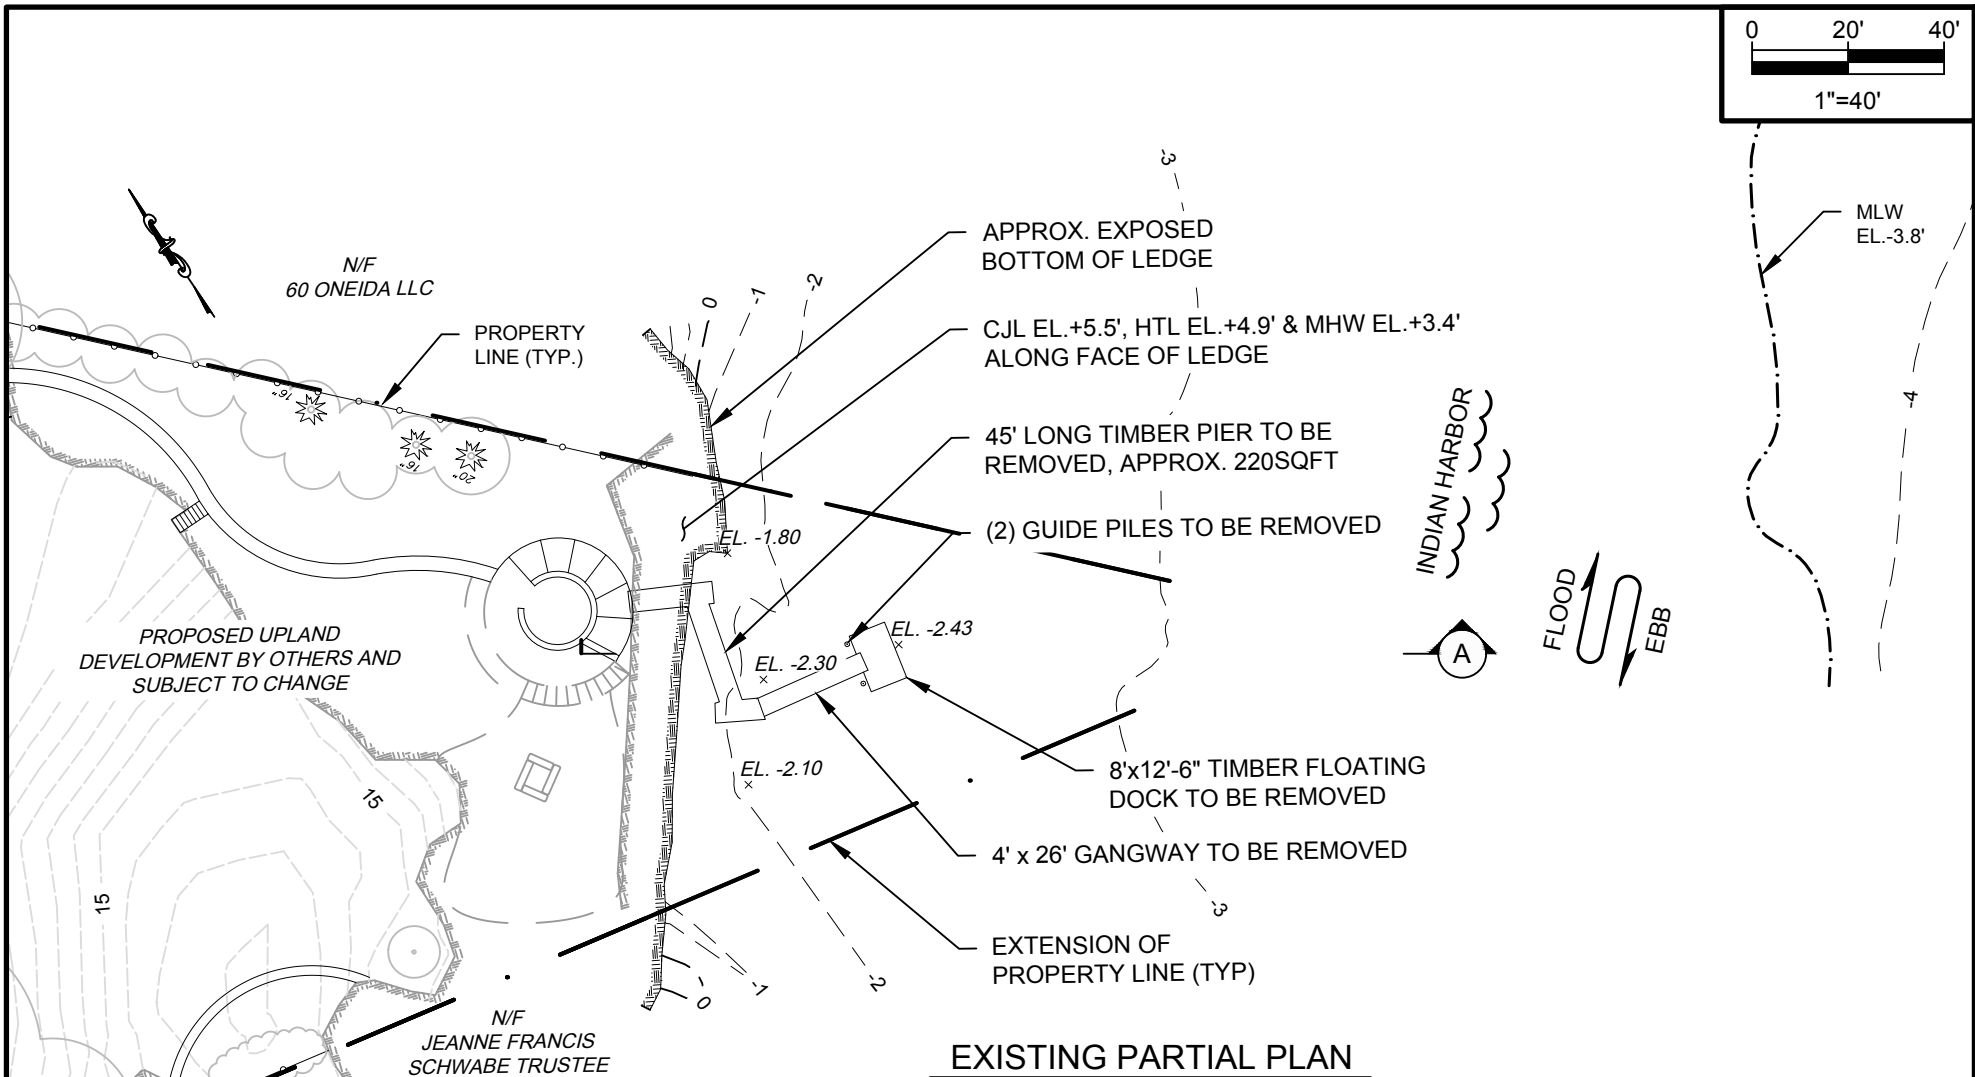 0 20' 40'
1"=40'
MLW
EL.-3.8'
-3
APPROX. EXPOSED
BOTTOM OF LEDGE
N/F
60 ONEIDA LLC
0
-1
-2
PROPERTY
LINE (TYP.)
CJL EL.+5.5', HTL EL.+4.9' & MHW EL.+3.4'
ALONG FACE OF LEDGE
16"
16"
20"
45' LONG TIMBER PIER TO BE
REMOVED, APPROX. 220SQFT
INDIAN HARBOR
-4
(2) GUIDE PILES TO BE REMOVED
EL. -1.80
FLOOD
EBB
A
PROPOSED UPLAND
DEVELOPMENT BY OTHERS AND
SUBJECT TO CHANGE
EL. -2.43
EL. -2.30
EL. -2.10
8'x12'-6" TIMBER FLOATING
DOCK TO BE REMOVED
15
15
4' x 26' GANGWAY TO BE REMOVED
-3
EXTENSION OF
PROPERTY LINE (TYP)
0
-1
-2
N/F
JEANNE FRANCIS
SCHWABE TRUSTEE
EXISTING PARTIAL PLAN